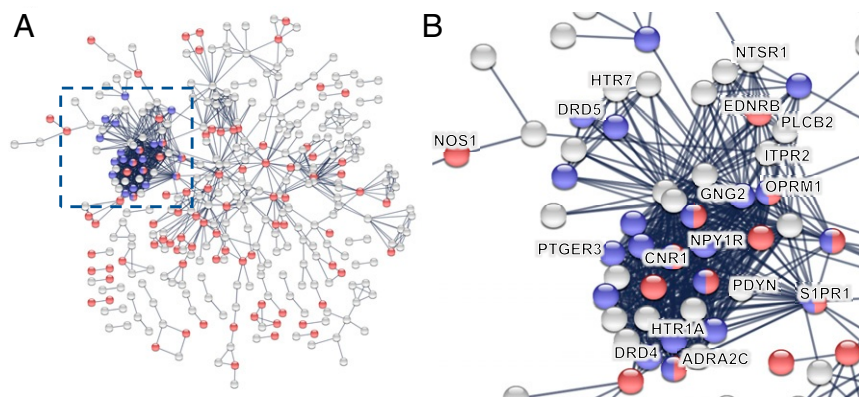 A
B
NTSR1
HTR7
EDNRB
DRD5
PLCB2
NOS1
ITPR2
OPRM1
GNG2
NPY1R
PTGER3
CNR1
PDYN
S1PR1
HTR1A
DRD4
ADRA2C